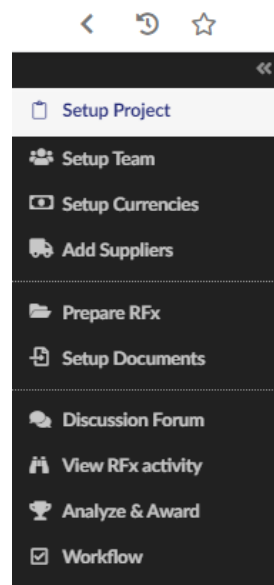 Setup Project
Setup Team
Setup Currencies
Add Suppliers
Prepare RFx
Setup Documents
Discussion Forum
View RFx activity
Analyze & Award
Workflow